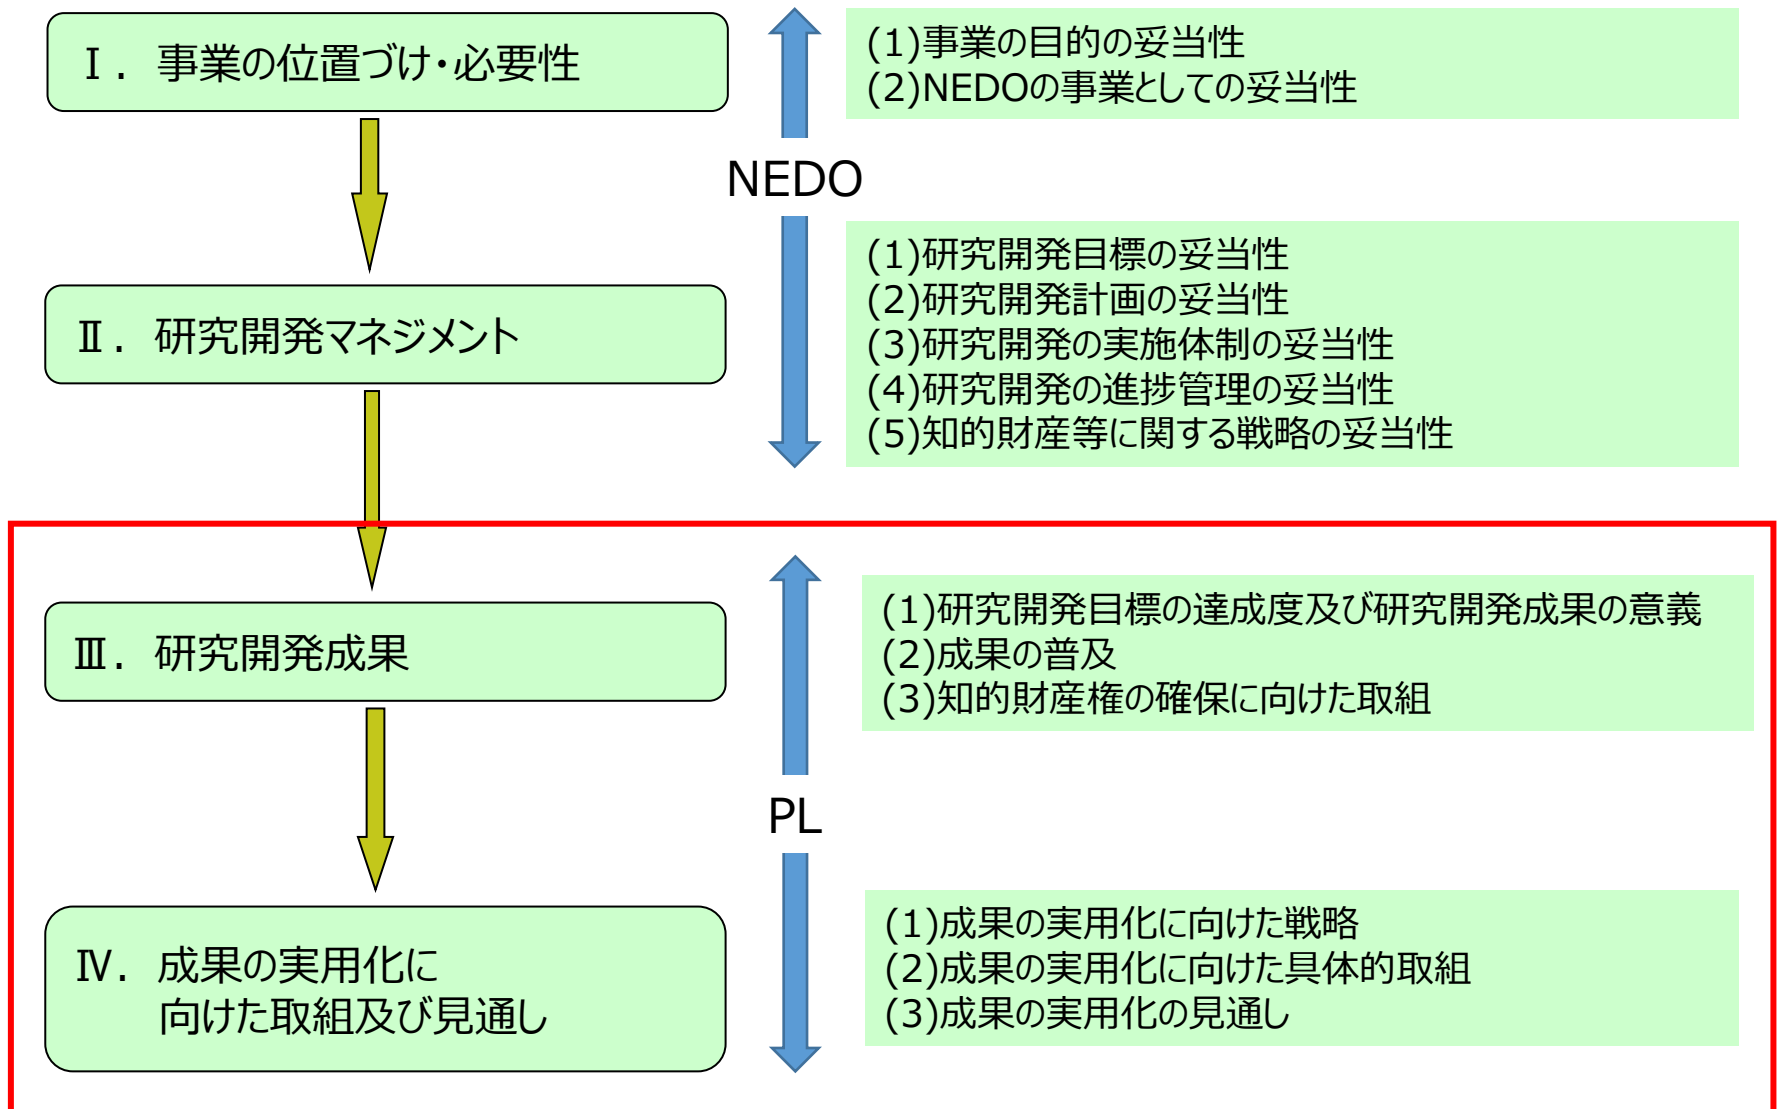 Ⅰ. 事業の位置づけ・必要性
(1)事業の目的の妥当性
(2)NEDOの事業としての妥当性
NEDO
Ⅱ. 研究開発マネジメント
(1)研究開発目標の妥当性
(2)研究開発計画の妥当性
(3)研究開発の実施体制の妥当性
(4)研究開発の進捗管理の妥当性
(5)知的財産等に関する戦略の妥当性
Ⅲ. 研究開発成果
(1)研究開発目標の達成度及び研究開発成果の意義
(2)成果の普及
(3)知的財産権の確保に向けた取組
PL
Ⅳ. 成果の実用化に
向けた取組及び見通し
(1)成果の実用化に向けた戦略
(2)成果の実用化に向けた具体的取組
(3)成果の実用化の見通し